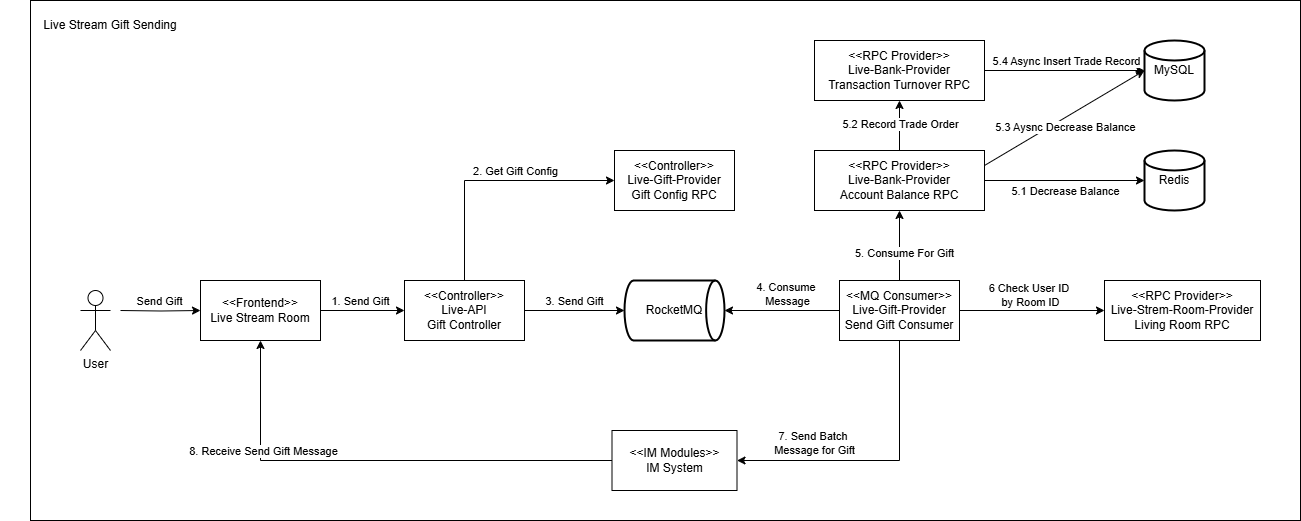 Live Stream Gift Sending
<<RPC Provider>>
Live-Bank-Provider
Transaction Turnover RPC
5.4 Async Insert Trade Record
MySQL
5.2 Record Trade Order
5.3 Aysnc Decrease Balance
2. Get Gift Config
<<Controller>>
Live-Gift-Provider
Gift Config RPC
<<RPC Provider>>
Live-Bank-Provider
Account Balance RPC
5.1 Decrease Balance
Redis
5. Consume For Gift
User
Send Gift
<<Frontend>>
Live Stream Room
1. Send Gift
<<Controller>>
Live-API
Gift Controller
3. Send Gift
RocketMQ
4. Consume
Message
<<MQ Consumer>>
Live-Gift-Provider
Send Gift Consumer
6 Check User ID
by Room ID
<<RPC Provider>>
Live-Strem-Room-Provider
Living Room RPC
8. Receive Send Gift Message
<<IM Modules>>
IM System
7. Send Batch
Message for Gift